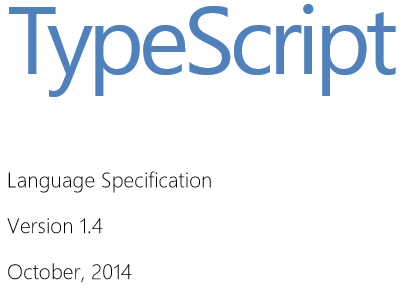 TypeScript
Language Specification
Version 1.4
October, 2014